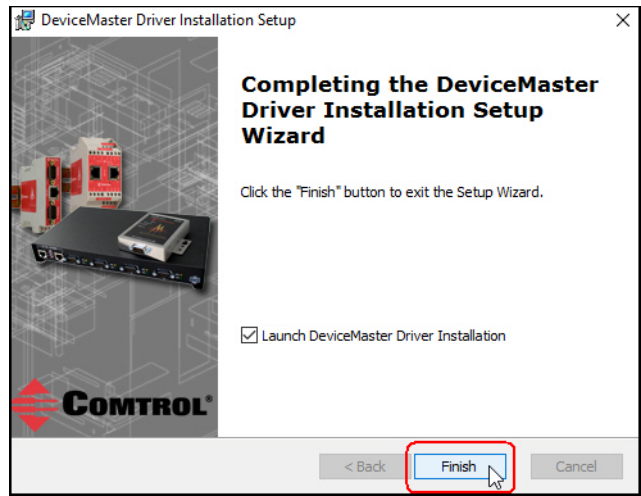 DeviceMaster Driver Installation Setup
Completing the DeviceMaster
Driver Installation Setup
Wizard
Click the "Finish" button to exit the Setup Wizard.
Launch DeviceMaster Driver Installation
COMTROL®
< Back
Finish
Cancel